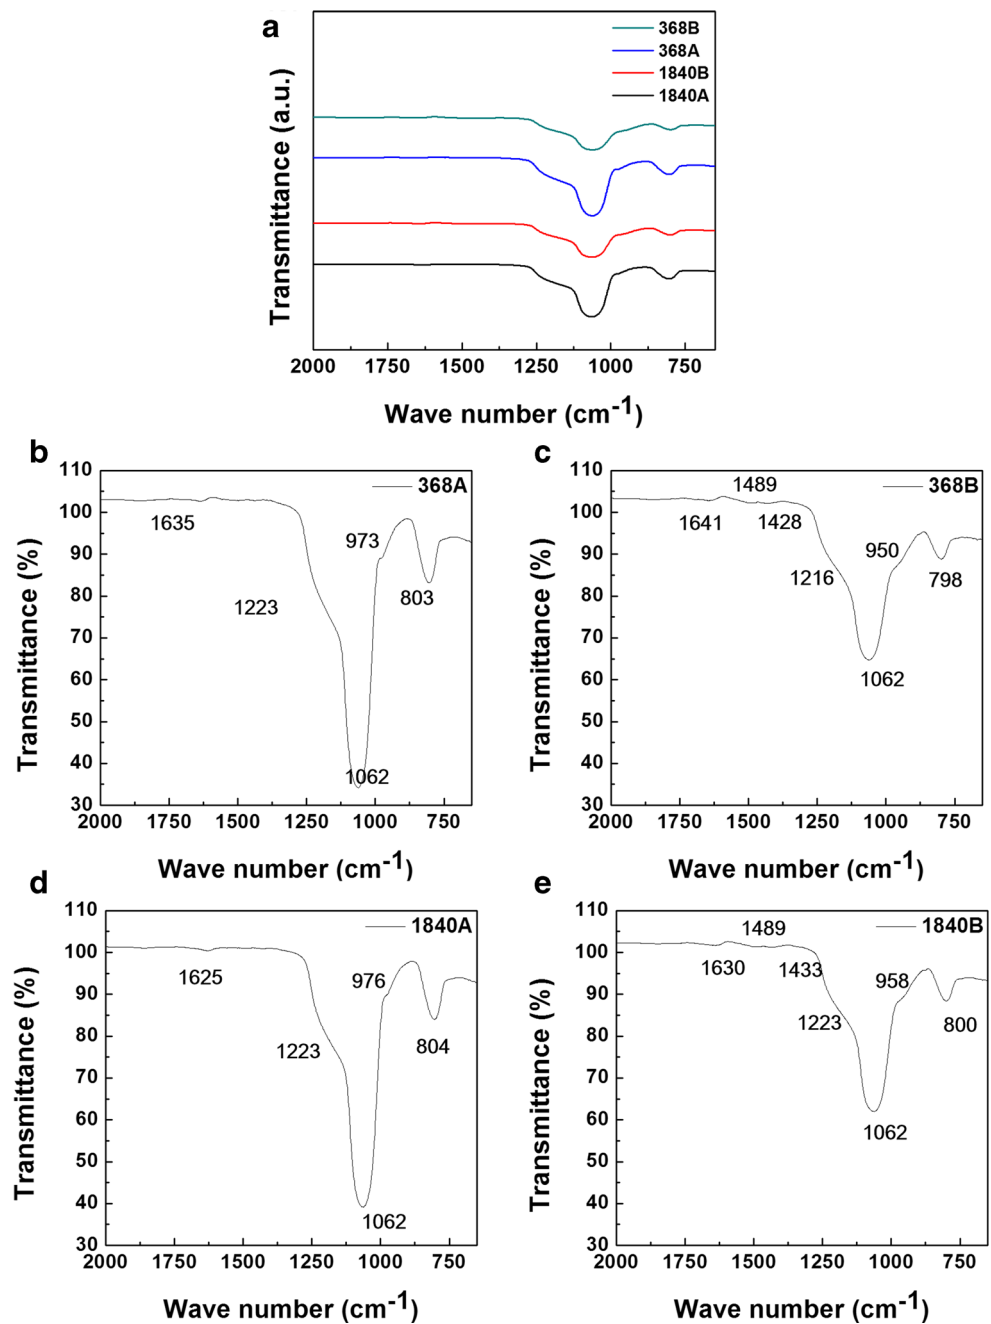 a
368B
368A
1840B
1840A
Transmittance (a.u.)
2000 1750 1500 1250 1000 750
Wave number (cm-1)
b
110
100
90
80
70
60
50
40
30
368A
1635
973
803
1223
1062
Transmittance (%)
2000 1750 1500 1250 1000 750
Wave number (cm-1)
c
110
100
90
80
70
60
50
40
30
1489
368B
1641 1428
950
1216
798
1062
Transmittance (%)
2000 1750 1500 1250 1000 750
Wave number (cm-1)
d
110
100
90
80
70
60
50
40
30
1840A
1625
976
1223
804
1062
Transmittance (%)
2000 1750 1500 1250 1000 750
Wave number (cm-1)
e
110
100
90
80
70
60
50
40
30
1489
1840B
1630 1433
958
1223
800
1062
Transmittance (%)
2000 1750 1500 1250 1000 750
Wave number (cm-1)